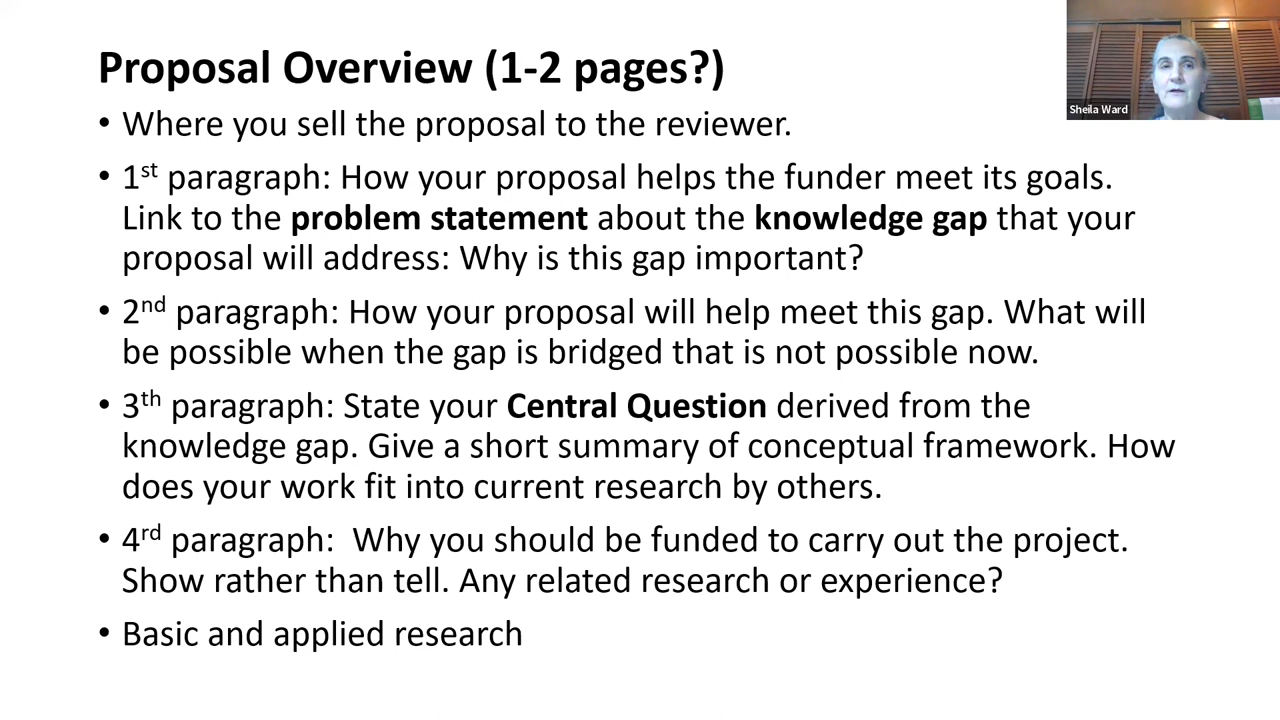 Proposal Overview (1-2 pages?)
• Where you sell the proposal to the reviewer.
• 1st paragraph: How your proposal helps the funder meet its goals.
Link to the problem statement about the knowledge gap that your
proposal will address: Why is this gap important?
• 2nd paragraph: How your proposal will help meet this gap. What will
be possible when the gap is bridged that is not possible now.
• 3th paragraph: State your Central Question derived from the
knowledge gap. Give a short summary of conceptual framework. How
does your work fit into current research by others.
• 4rd paragraph:  Why you should be funded to carry out the project.
Show rather than tell. Any related research or experience?
• Basic and applied research
Sheila Ward